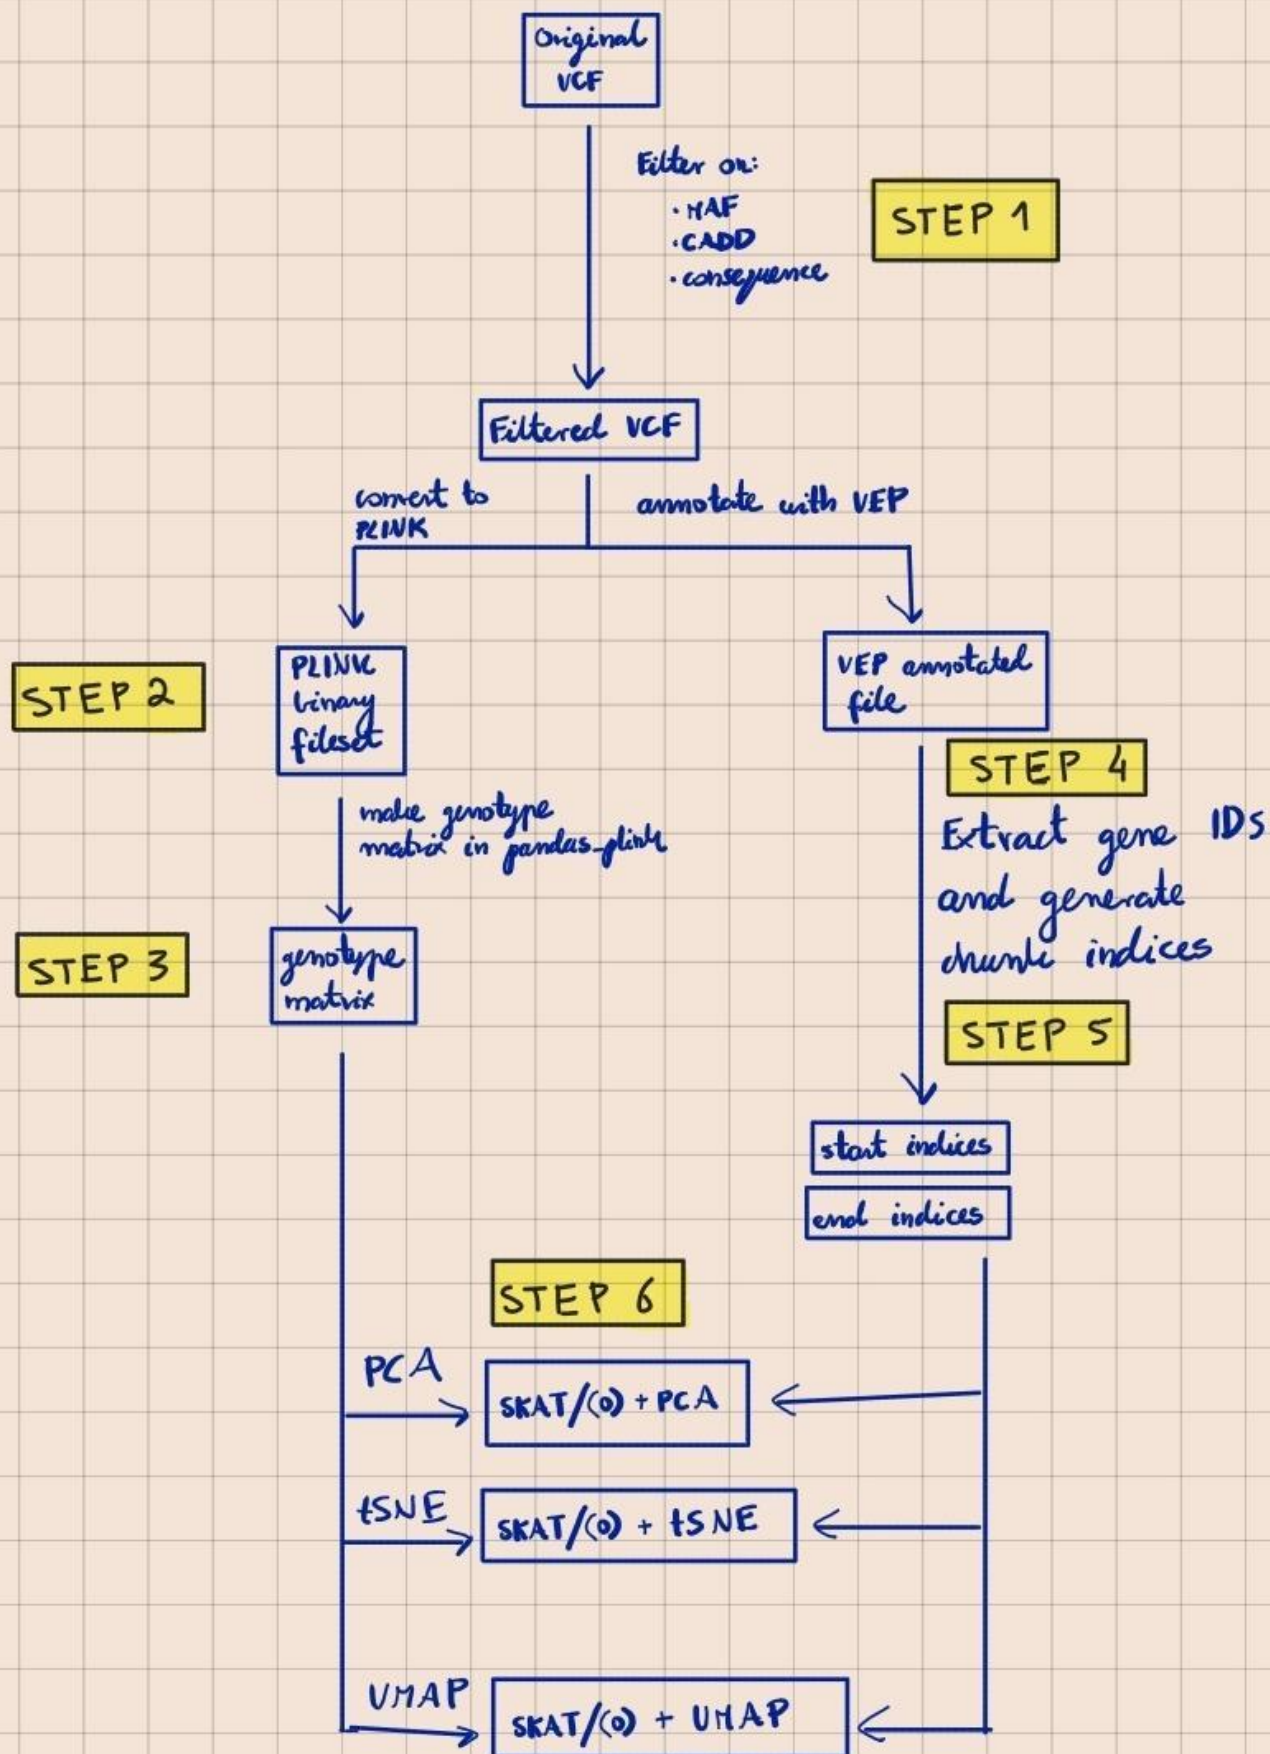 Original
VCF
Filter on:
· MAF
· CADD
· consequence
STEP 1
Filtered VCF
convert to
PLINK
annotate with VEP
STEP 2
PLINK
binary
fileset
VEP annotated
file
STEP 4
make genotype
matrix in pandas_plink
Extract gene IDs
and generate
chunk indices
STEP 3
genotype
matrix
STEP 5
start indices
end indices
STEP 6
PCA
SKAT/(O) + PCA
tSNE
SKAT/(O) + tSNE
UMAP
SKAT/(O) + UMAP